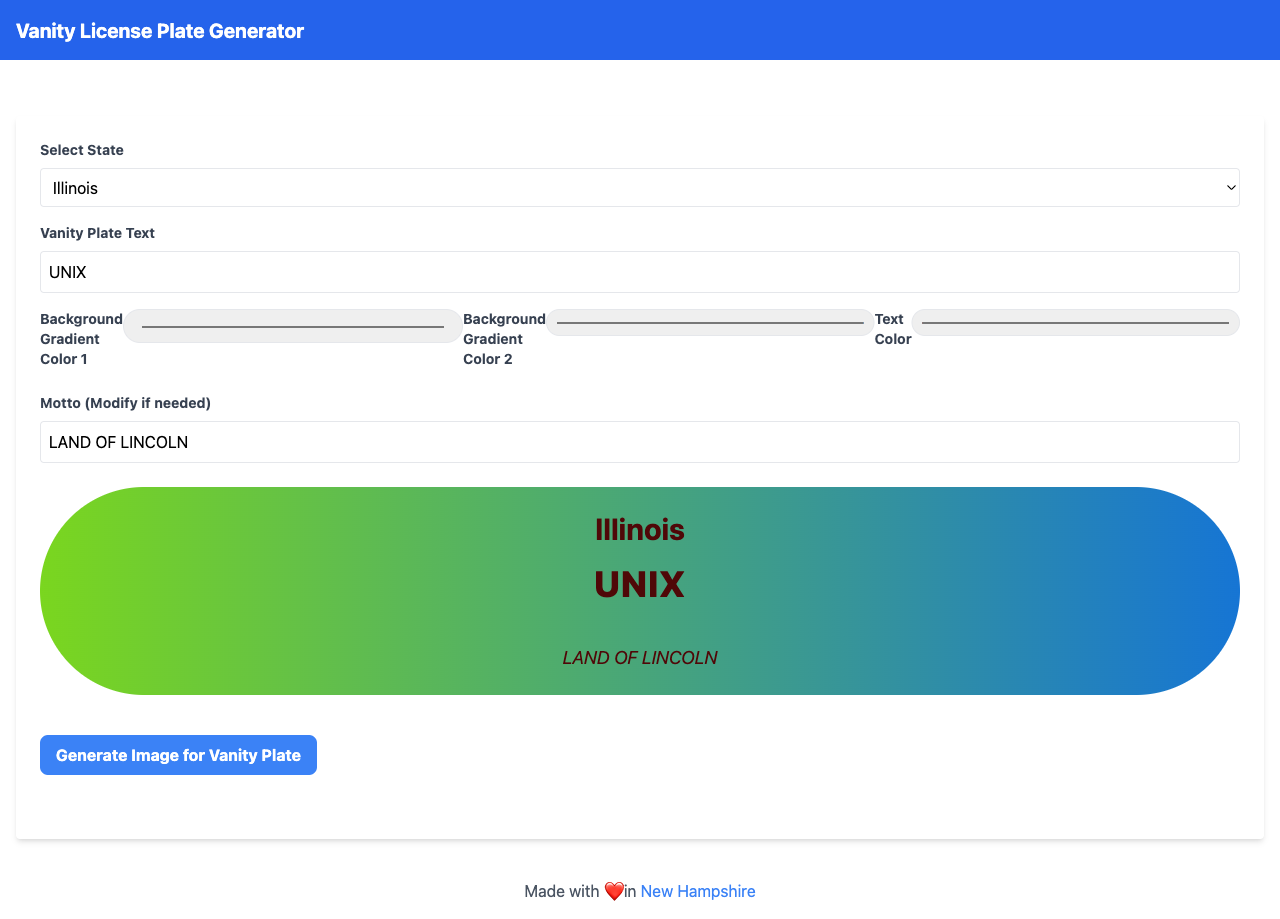 Vanity License Plate Generator
Select State
Illinois
Vanity Plate Text
UNIX
Background
Gradient
Color 1
Background
Gradient
Color 2
Text
Color
Motto (Modify if needed)
LAND OF LINCOLN
Illinois
UNIX
LAND OF LINCOLN
Generate Image for Vanity Plate
Made with ❤️in New Hampshire